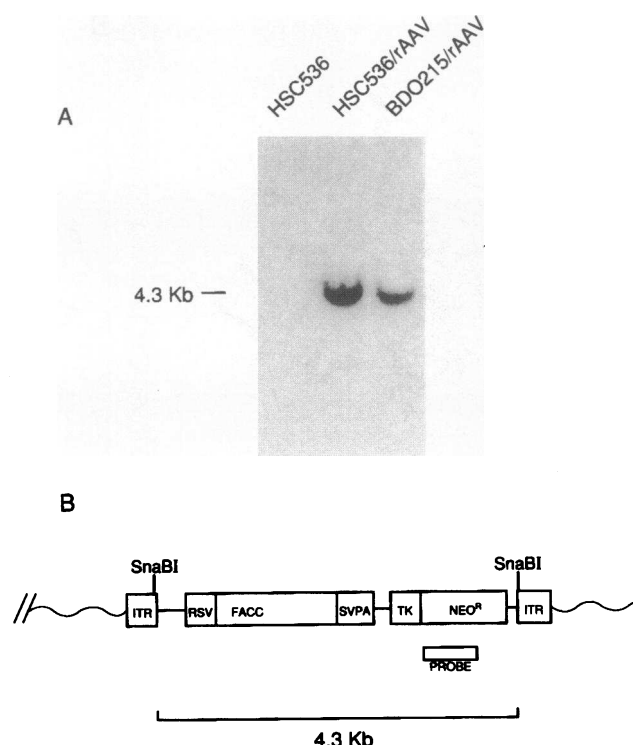 HSC536
HSC536/rAAV
BDO215/rAAV
A
4.3 Kb
B
SnaBI
SnaBI
ITR
RSV
FACC
SVPA
TK
NEOᴿ
ITR
PROBE
4.3 Kb